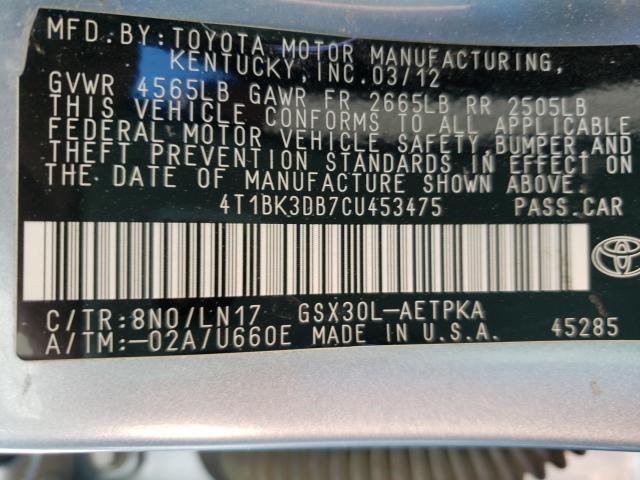 MFD.BY:TOYOTA MOTOR MANUFACTURING,
KENTUCKY,INC.03/12
GVWR 4565LB GAWR FR 2665LB RR 2505LB
THIS VEHICLE CONFORMS TO ALL APPLICABLE
FEDERAL MOTOR VEHICLE SAFETY,BUMPER,AND
THEFT PREVENTION STANDARDS IN EFFECT ON
THE DATE OF MANUFACTURE SHOWN ABOVE.
4T1BK3DB7CU453475 PASS.CAR
C/TR:8N0/LN17 GSX30L-AETPKA
A/TM:-02A/U660E MADE IN U.S.A. 45285